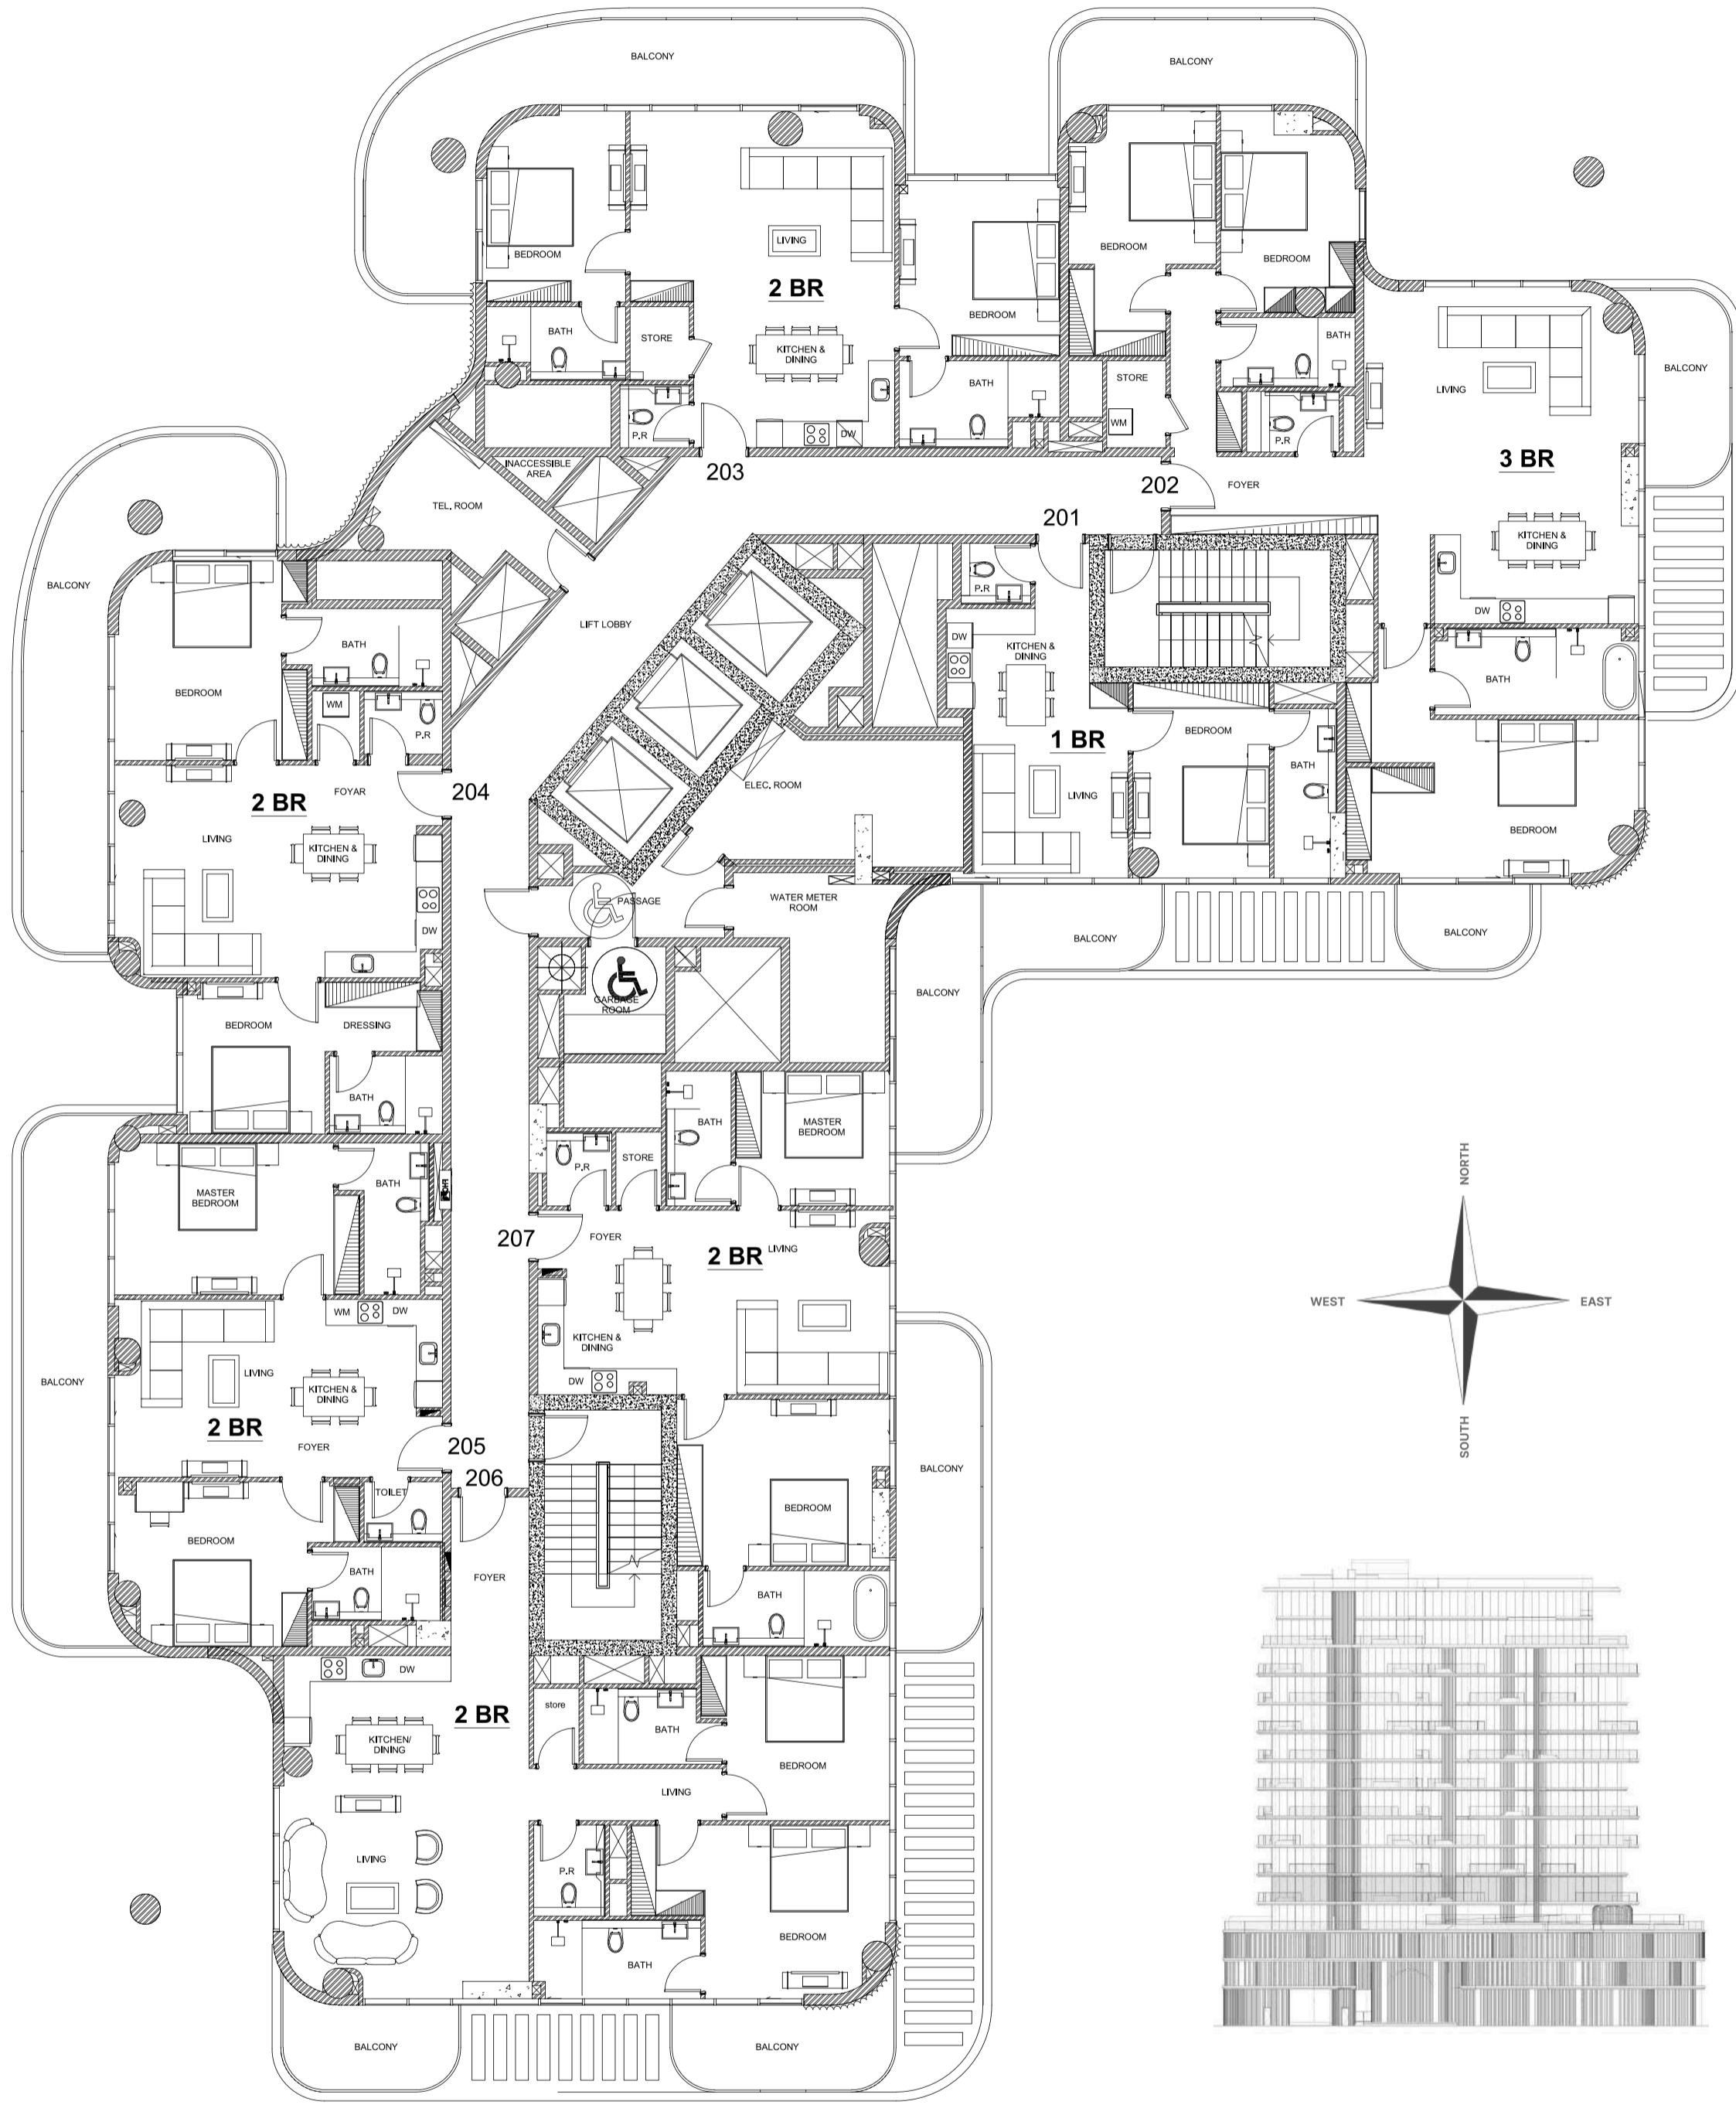 BALCONY
BALCONY
BEDROOM
LIVING
2 BR
BEDROOM
BEDROOM
BEDROOM
BATH
STORE
KITCHEN &
DINING
BATH
STORE
BATH
WM
P.R
DW
P.R
LIVING
BALCONY
3 BR
203
202
201
FOYER
INACCESSIBLE
AREA
TEL. ROOM
KITCHEN &
DINING
DW
BALCONY
LIFT LOBBY
P.R
DW
KITCHEN &
DINING
BATH
BEDROOM
WM
P.R
BATH
1 BR
BEDROOM
BATH
LIVING
ELEC. ROOM
BEDROOM
204
FOYAR
2 BR
LIVING
KITCHEN &
DINING
DW
PASSAGE
WATER METER
ROOM
BALCONY
BALCONY
BALCONY
GARBAGE
ROOM
BEDROOM
DRESSING
BATH
BATH
MASTER
BEDROOM
P.R
STORE
MASTER
BEDROOM
BATH
207
FOYER
2 BR
LIVING
KITCHEN &
DINING
DW
WM
DW
LIVING
KITCHEN &
DINING
BALCONY
2 BR
FOYER
205
206
TOILET
BEDROOM
BATH
FOYER
BEDROOM
BALCONY
BATH
DW
2 BR
store
BATH
KITCHEN/
DINING
BEDROOM
LIVING
LIVING
P.R
BEDROOM
BATH
BALCONY
BALCONY
NORTH
WEST
EAST
SOUTH